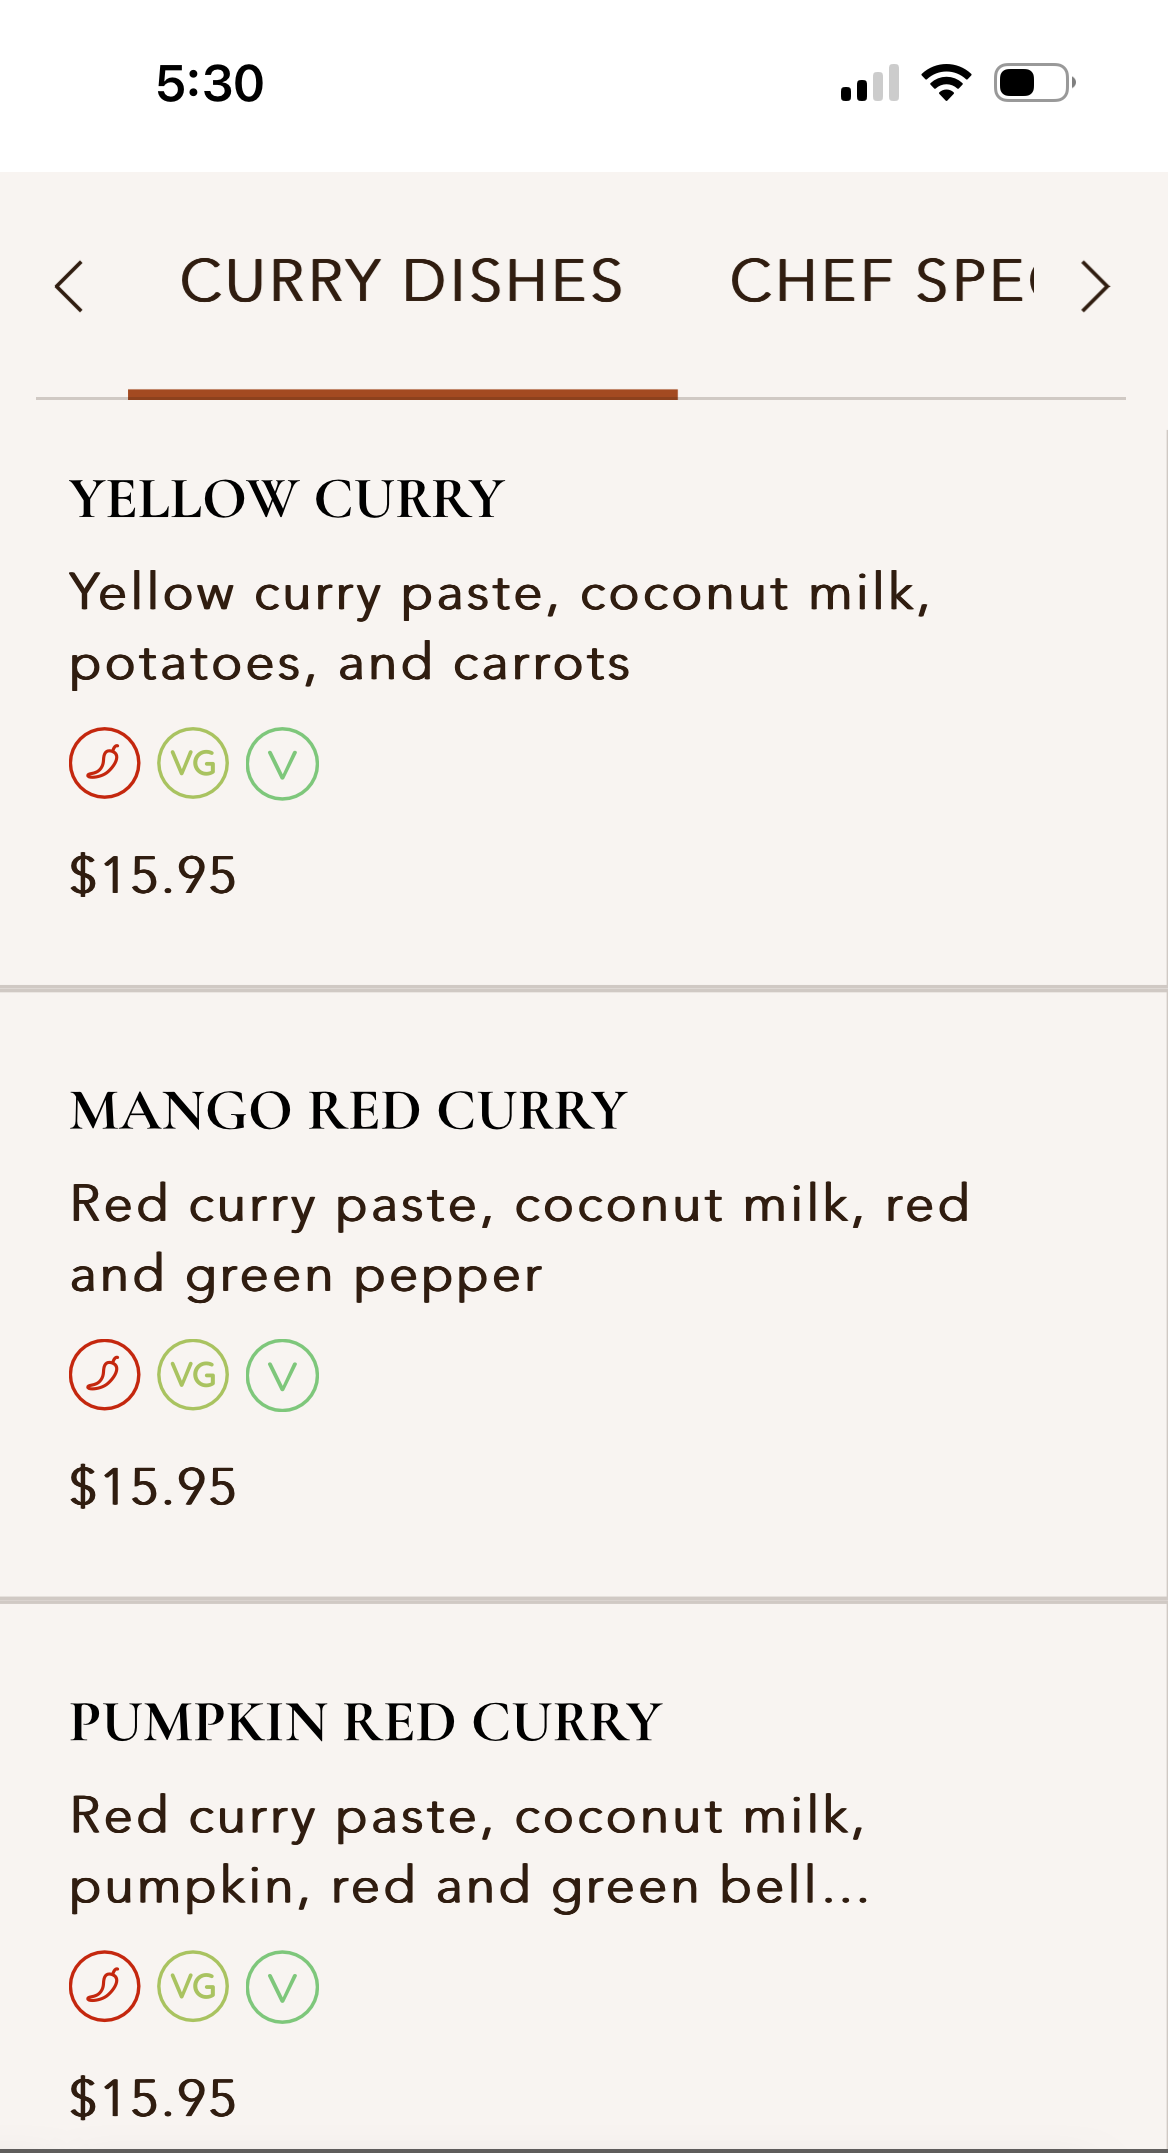 5:30
CURRY DISHES CHEF SPE
YELLOW CURRY
Yellow curry paste, coconut milk,
potatoes, and carrots
VG V
$15.95
MANGO RED CURRY
Red curry paste, coconut milk, red
and green pepper
VG V
$15.95
PUMPKIN RED CURRY
Red curry paste, coconut milk,
pumpkin, red and green bell...
VG V
$15.95